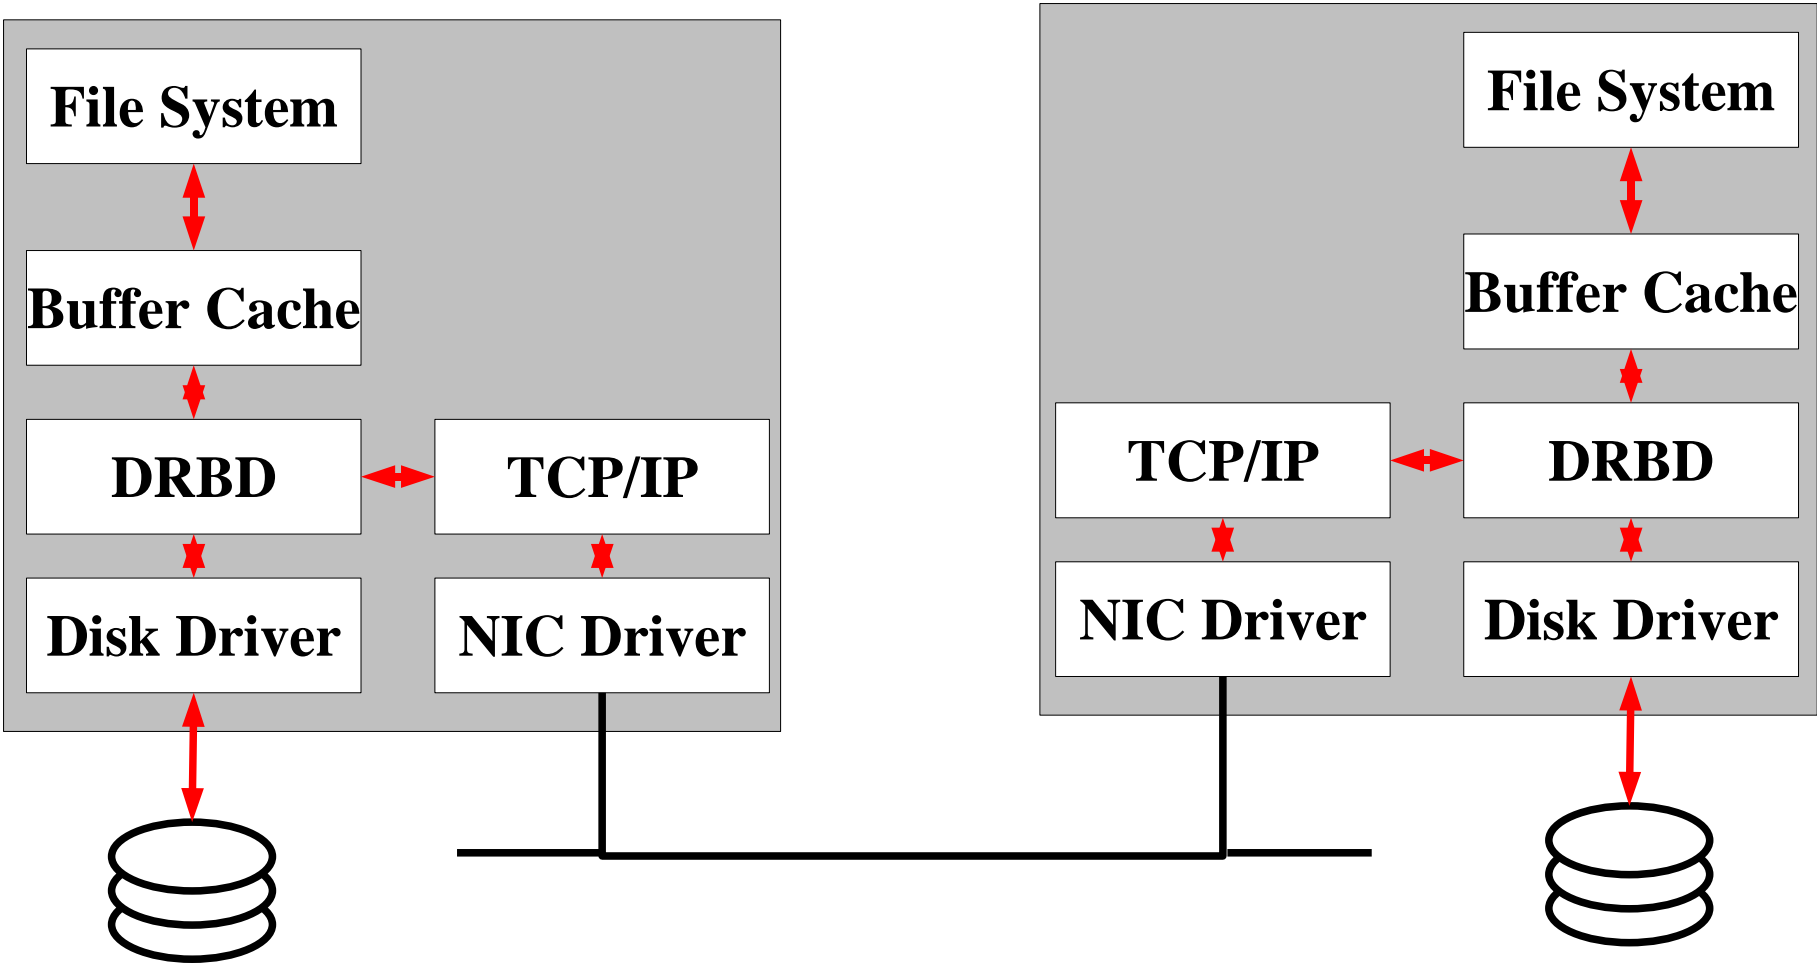 File System
Buffer Cache
DRBD
TCP/IP
Disk Driver
NIC Driver
File System
Buffer Cache
TCP/IP
DRBD
NIC Driver
Disk Driver